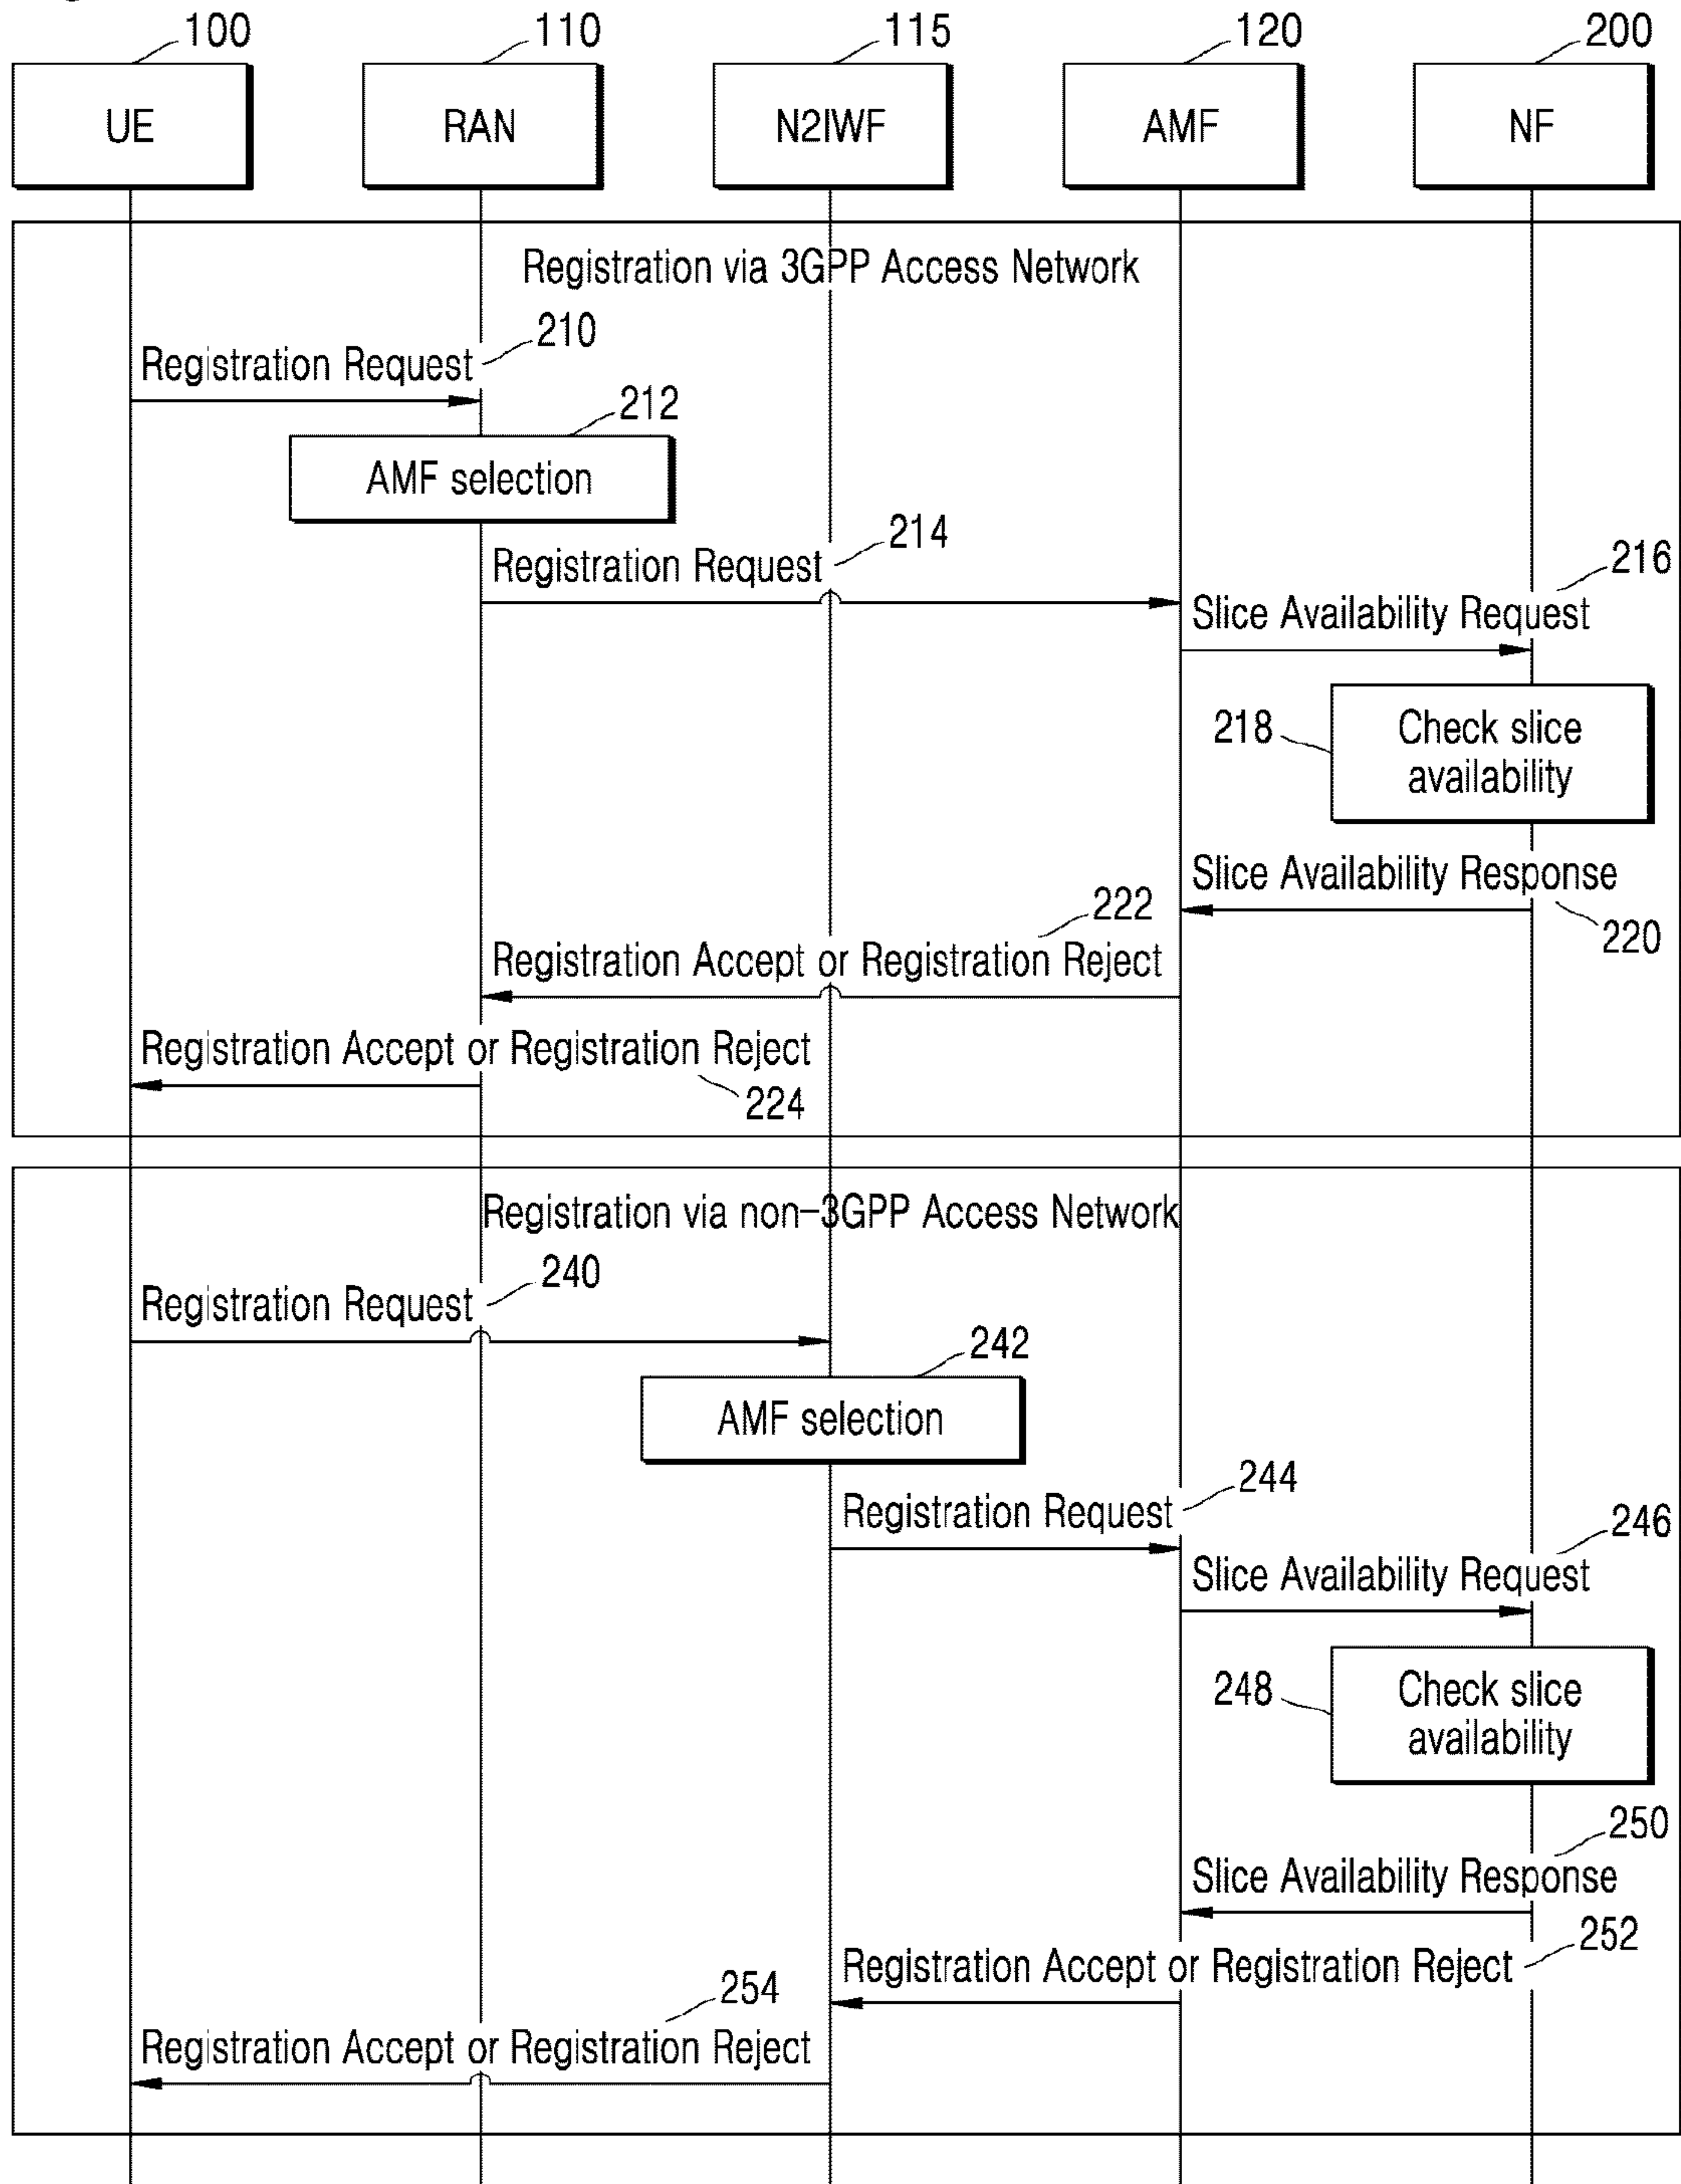 100
110
115
120
200
UE
RAN
N2IWF
AMF
NF
Registration via 3GPP Access Network
210
Registration Request
212
AMF selection
214
Registration Request
216
Slice Availability Request
218
Check slice
availability
Slice Availability Response
220
222
Registration Accept or Registration Reject
Registration Accept or Registration Reject
224
Registration via non-3GPP Access Network
240
Registration Request
242
AMF selection
244
Registration Request
246
Slice Availability Request
248
Check slice
availability
250
Slice Availability Response
252
Registration Accept or Registration Reject
254
Registration Accept or Registration Reject